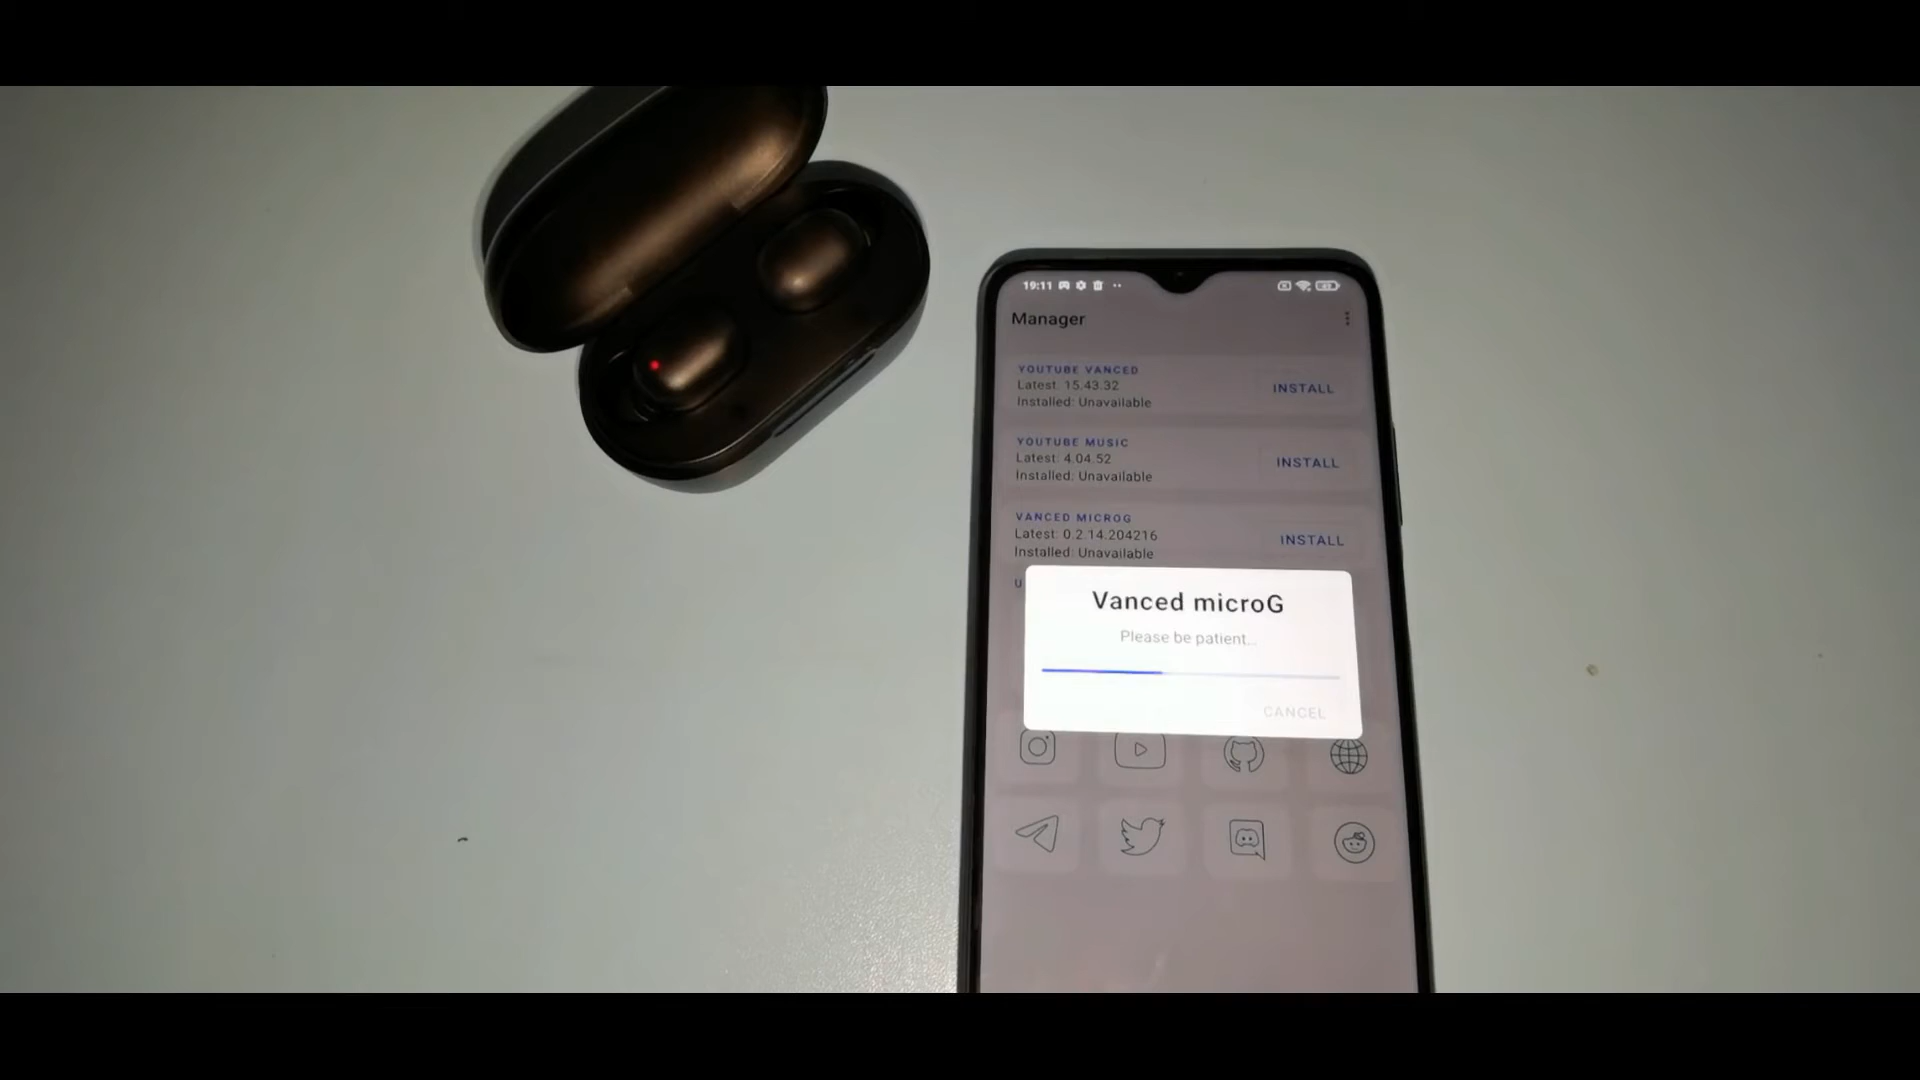 19:11
Manager
YOUTUBE VANCED
Latest: 15.43.32
Installed: Unavailable
INSTALL
YOUTUBE MUSIC
Latest: 4.04.52
Installed: Unavailable
INSTALL
VANCED MICROG
Latest: 0.2.14.204216
Installed: Unavailable
INSTALL
Vanced microG
Please be patient...
CANCEL